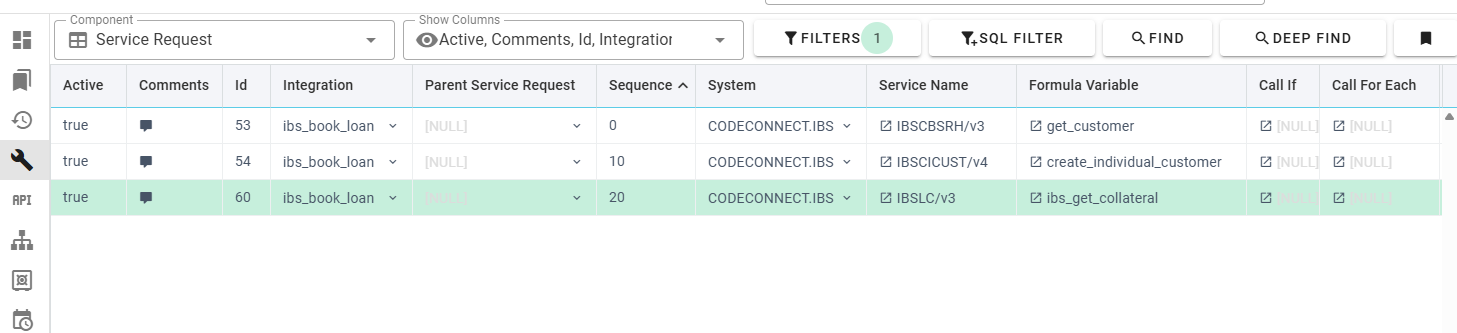 Component
Service Request
Show Columns
Active, Comments, Id, Integration
FILTERS 1
SQL FILTER
FIND
DEEP FIND
API
Active Comments Id Integration Parent Service Request Sequence System Service Name Formula Variable Call If Call For Each
true 53 ibs_book_loan [NULL] 0 CODECONNECT.IBS IBSCBSRH/v3 get_customer [NULL] [NULL]
true 54 ibs_book_loan [NULL] 10 CODECONNECT.IBS IBSCICUST/v4 create_individual_customer [NULL] [NULL]
true 60 ibs_book_loan [NULL] 20 CODECONNECT.IBS IBSLC/v3 ibs_get_collateral [NULL] [NULL]